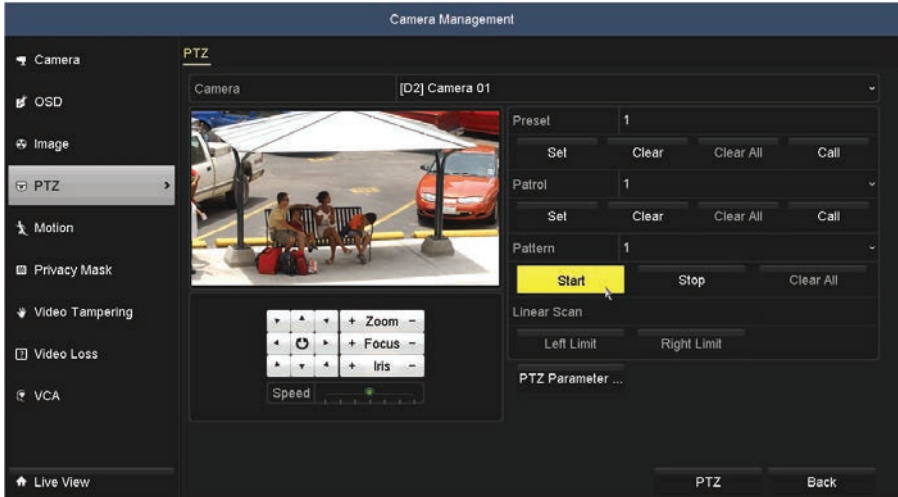 Camera Management
Camera
OSD
Image
PTZ
Motion
Privacy Mask
Video Tampering
Video Loss
VCA
Live View
PTZ
Camera [D2] Camera 01
Preset 1
Set Clear Clear All Call
Patrol 1
Set Clear Clear All Call
Pattern 1
Start Stop Clear All
Linear Scan
Left Limit Right Limit
PTZ Parameter ...
+ Zoom -
+ Focus -
+ Iris -
Speed
PTZ Back